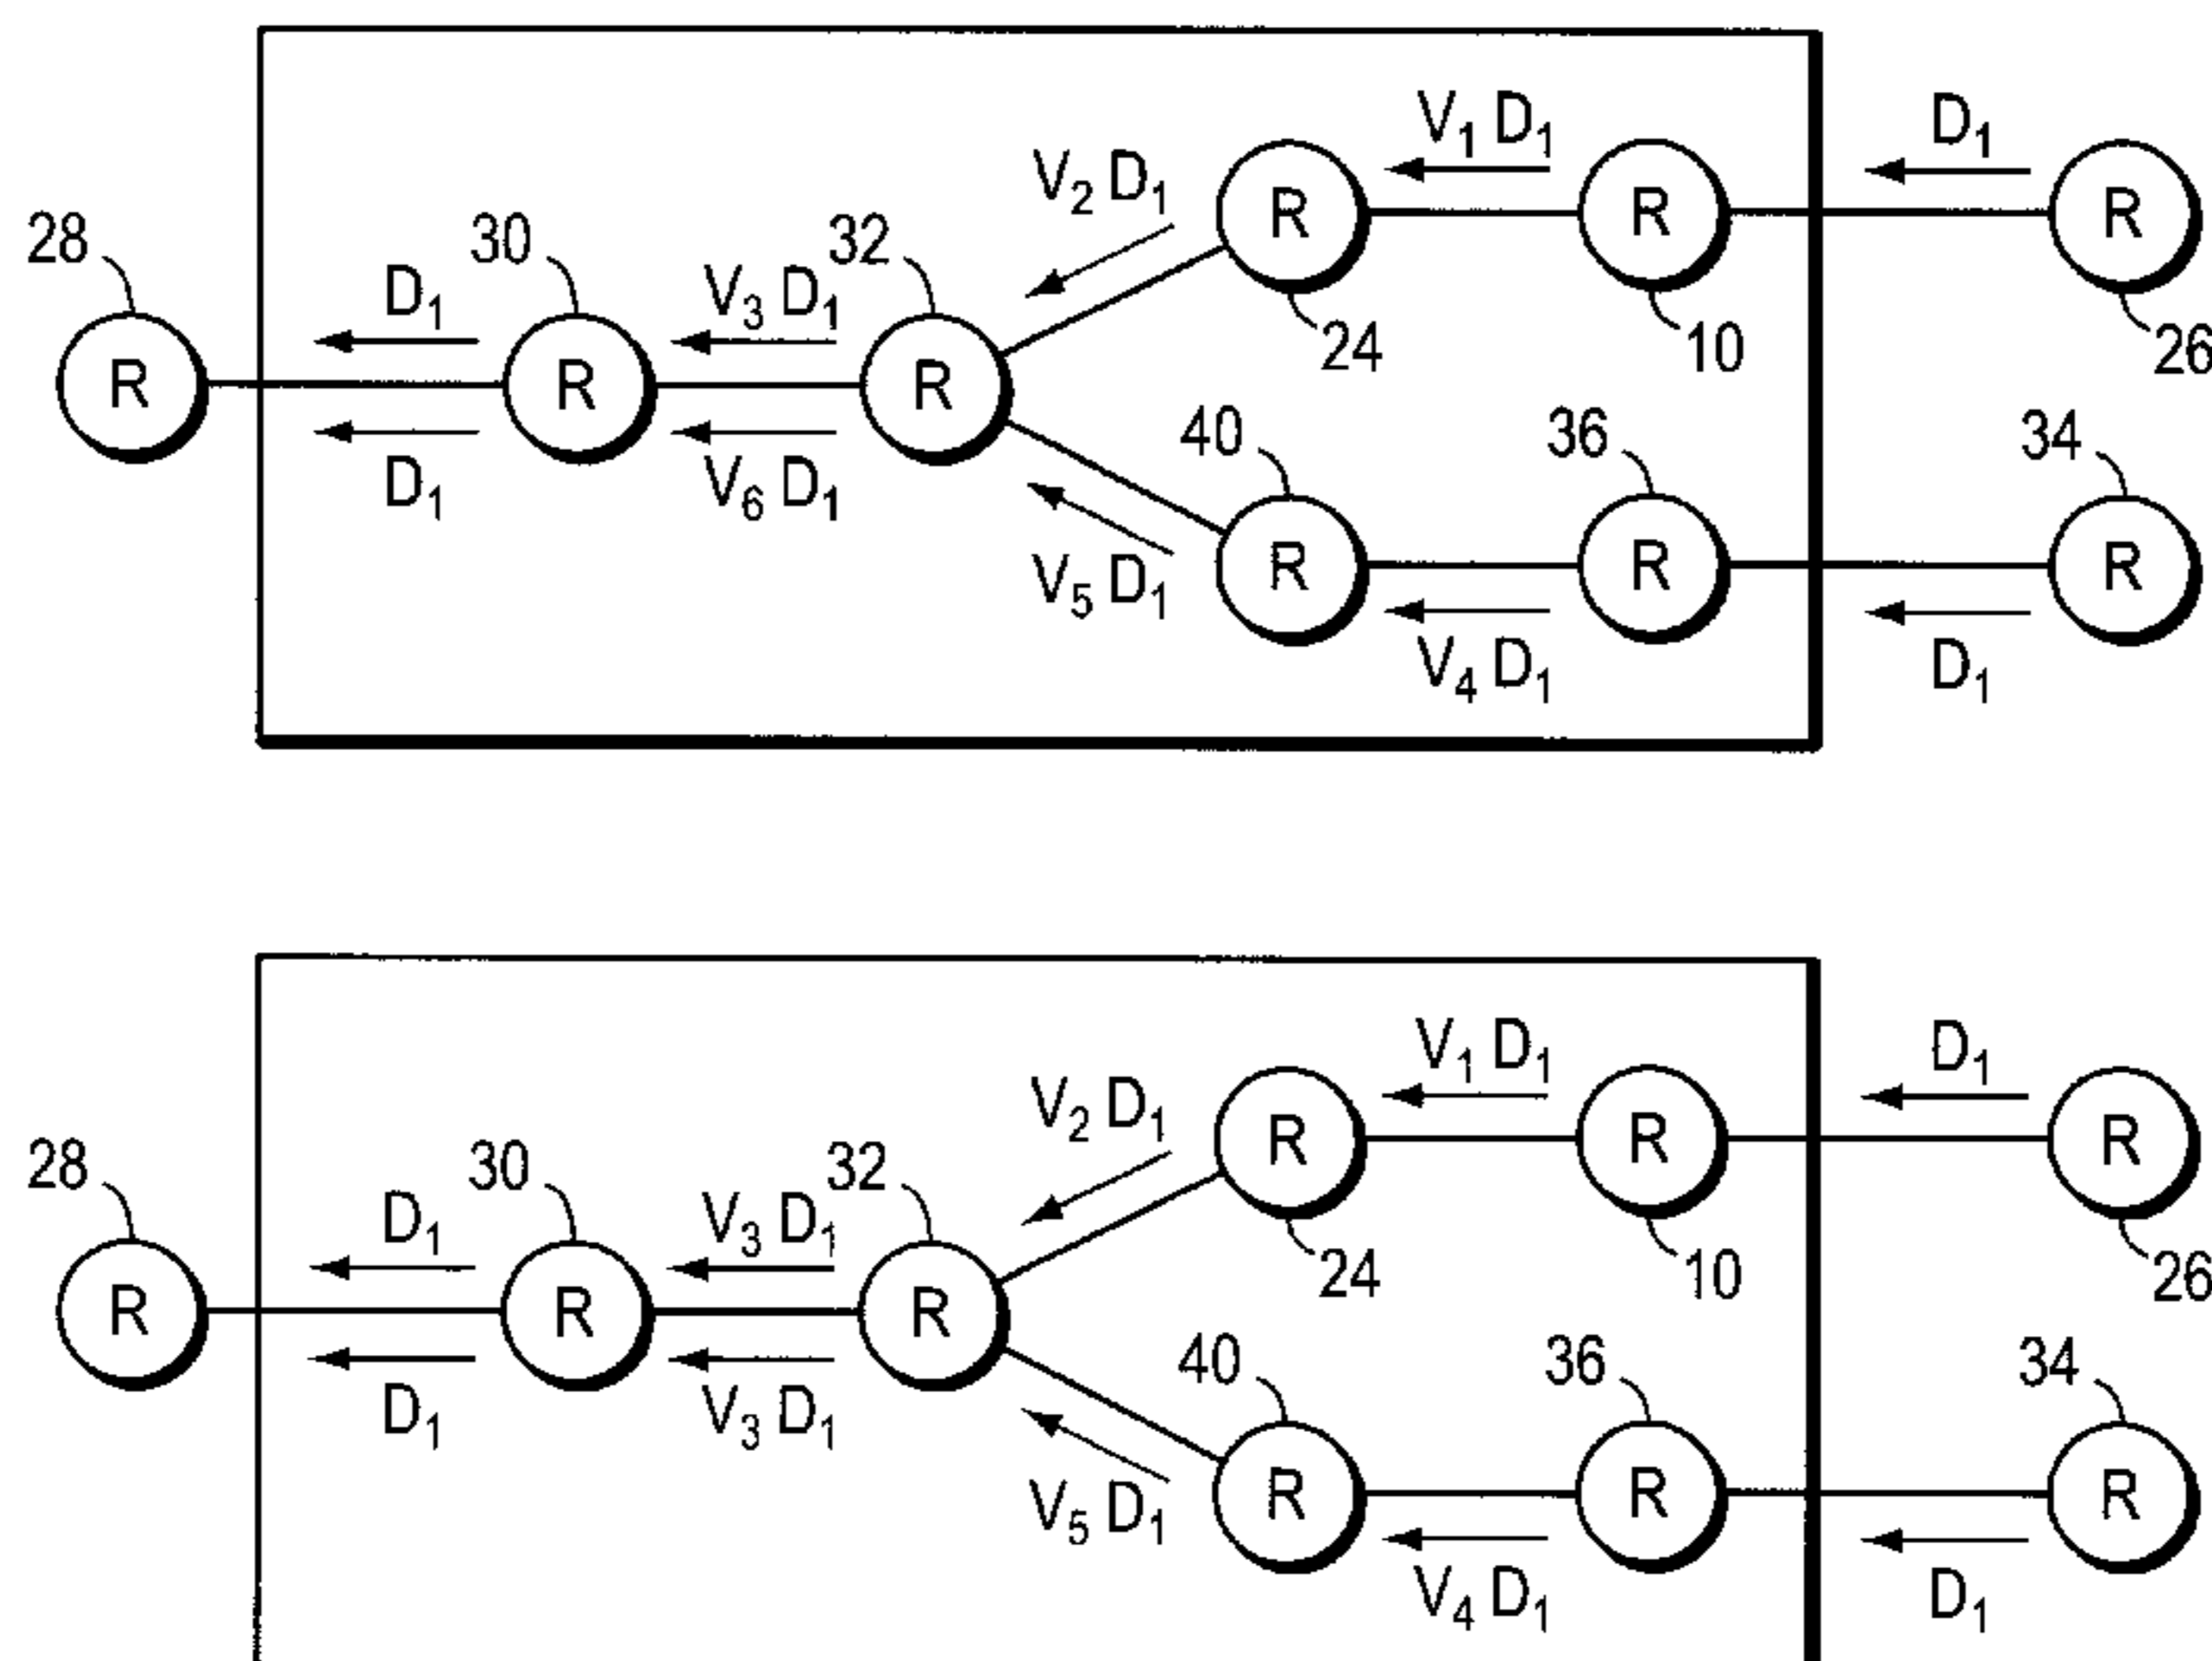 V₁ D₁
D₁
V₂ D₁
R
R
R
28
30
32
D₁
V₃ D₁
24
10
26
R
R
R
40
36
34
D₁
V₆ D₁
V₅ D₁
R
R
R
V₄ D₁
D₁
V₁ D₁
D₁
V₂ D₁
R
R
R
28
30
32
D₁
V₃ D₁
24
10
26
R
R
R
40
36
34
D₁
V₃ D₁
V₅ D₁
R
R
R
V₄ D₁
D₁